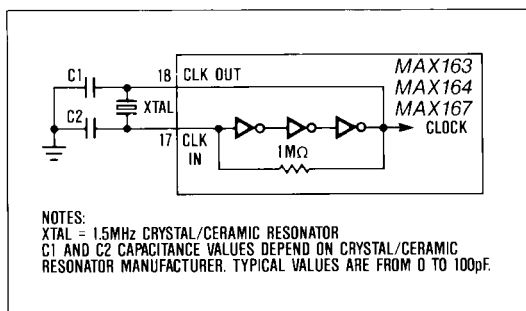 MAX163
MAX164
MAX167
C1
18 CLK OUT
XTAL
C2
17 CLK
IN
1MΩ
CLOCK
NOTES:
XTAL = 1.5MHz CRYSTAL/CERAMIC RESONATOR
C1 AND C2 CAPACITANCE VALUES DEPEND ON CRYSTAL/CERAMIC
RESONATOR MANUFACTURER. TYPICAL VALUES ARE FROM 0 TO 100pF.